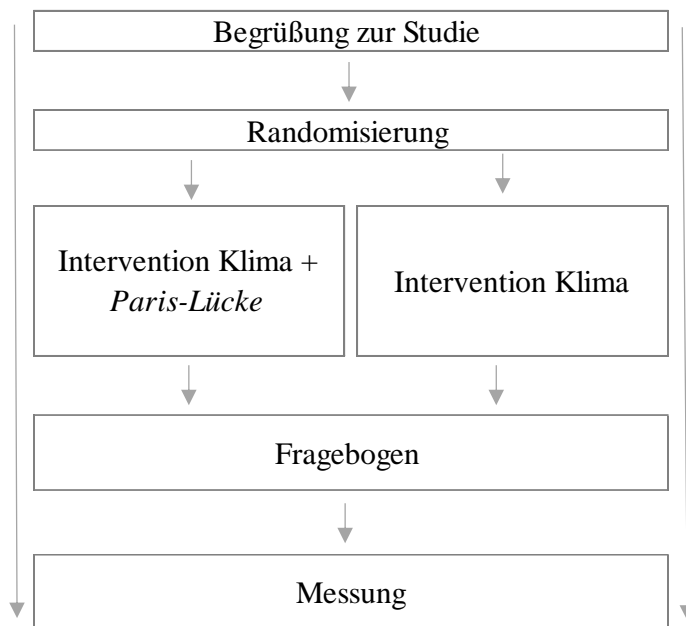 Begrüßung zur Studie
Randomisierung
Intervention Klima +
Paris-Lücke
Intervention Klima
Fragebogen
Messung